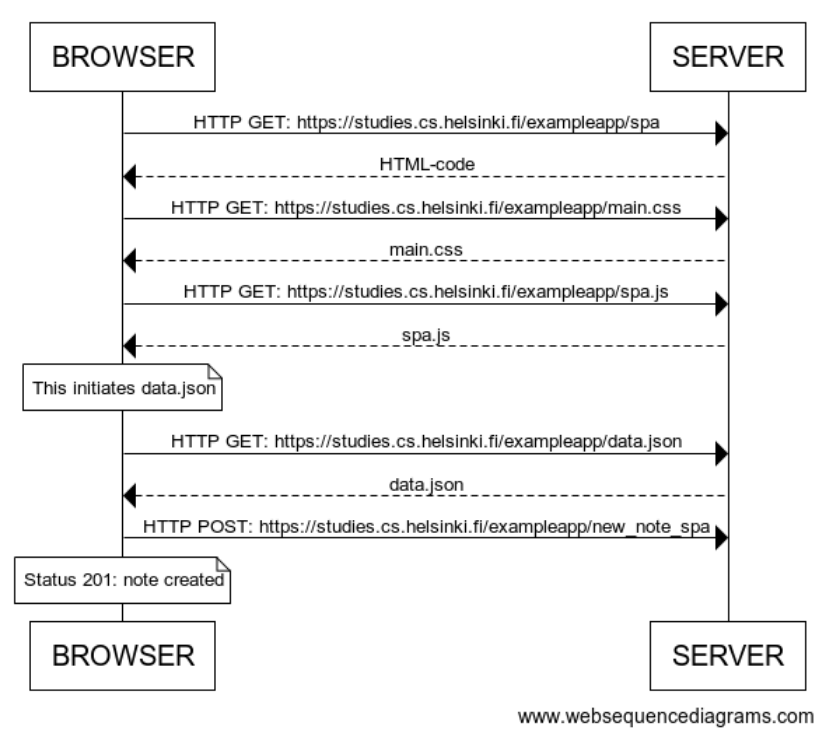 BROWSER
SERVER
HTTP GET: https://studies.cs.helsinki.fi/exampleapp/spa
HTML-code
HTTP GET: https://studies.cs.helsinki.fi/exampleapp/main.css
main.css
HTTP GET: https://studies.cs.helsinki.fi/exampleapp/spa.js
spa.js
This initiates data.json
HTTP GET: https://studies.cs.helsinki.fi/exampleapp/data.json
data.json
HTTP POST: https://studies.cs.helsinki.fi/exampleapp/new_note_spa
Status 201: note created
BROWSER
SERVER
www.websequencediagrams.com